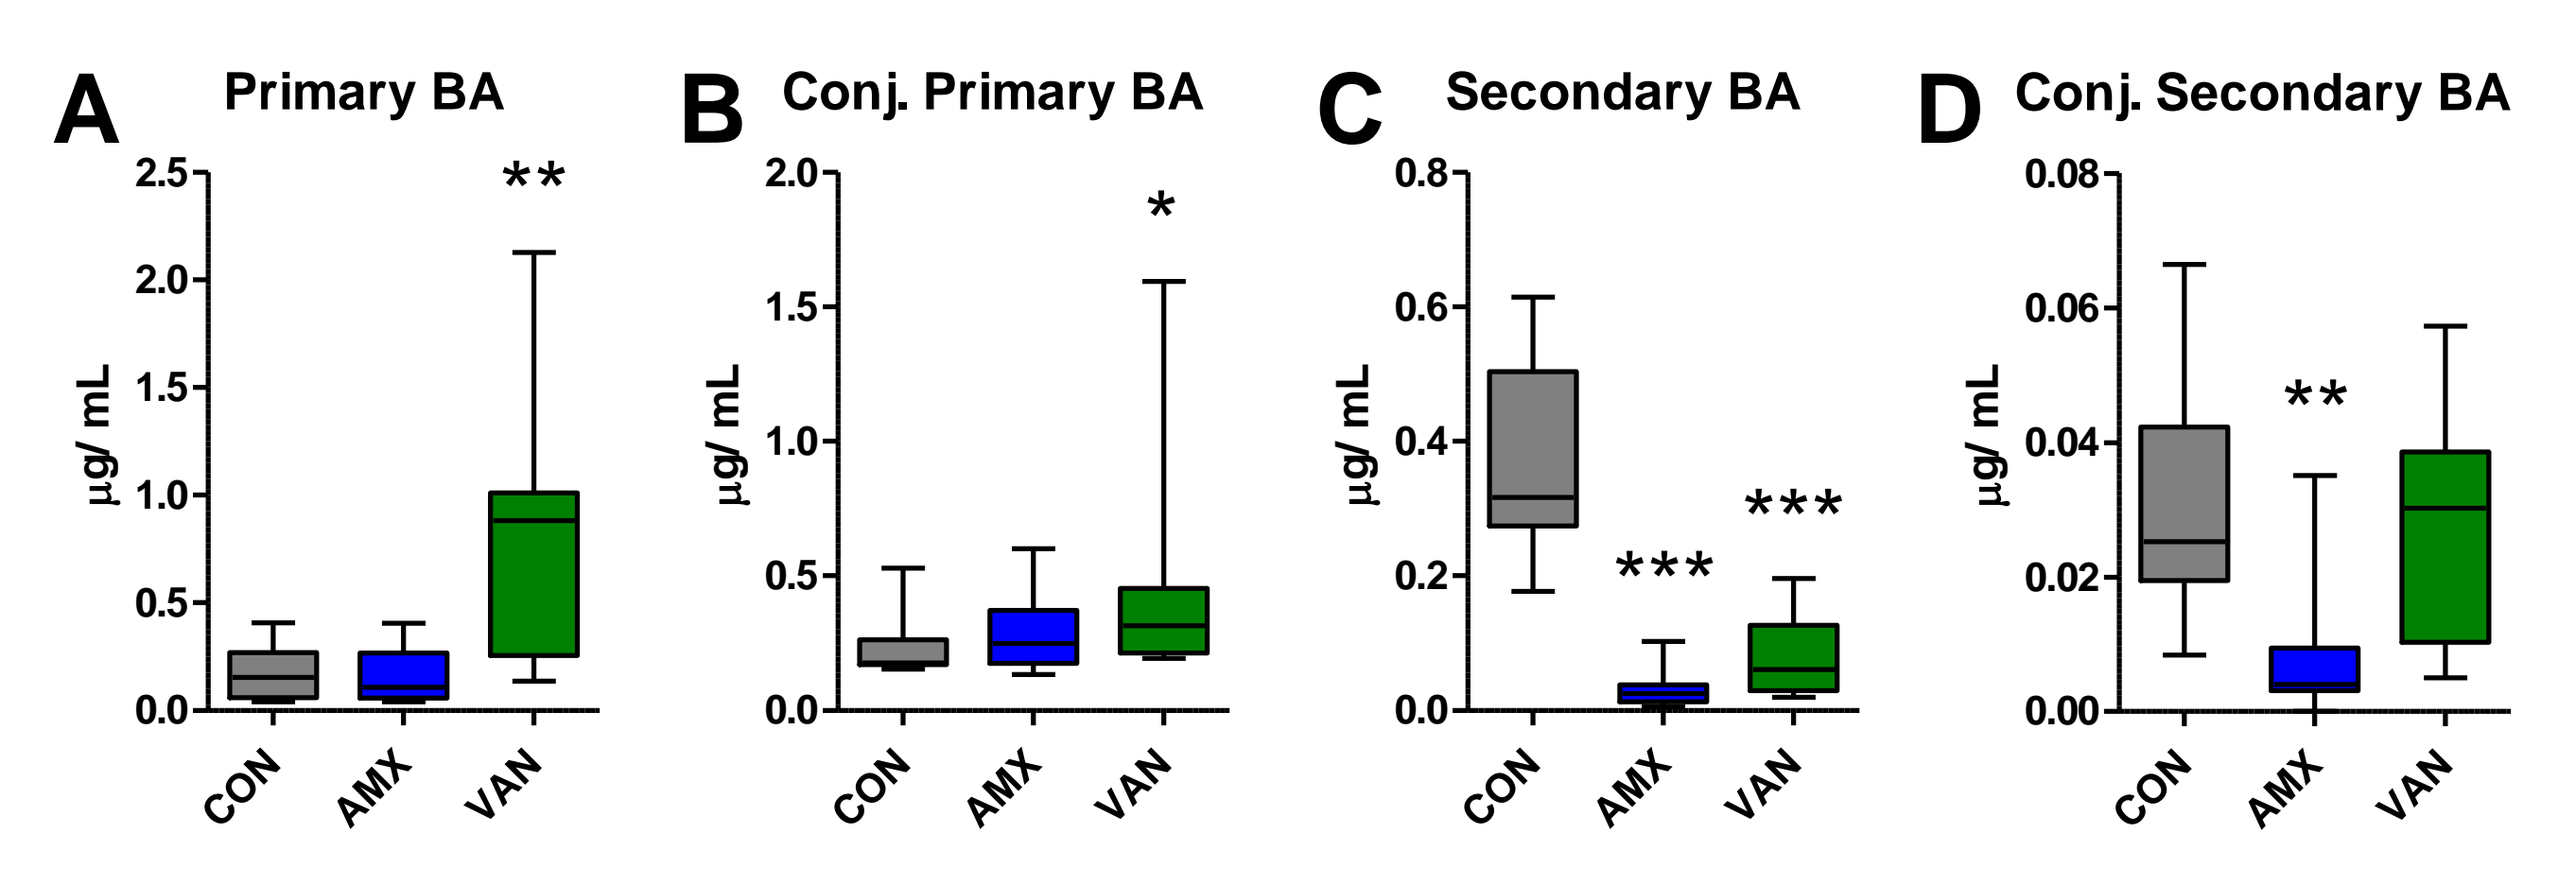 A Primary BA
**
2.5
2.0
1.5
1.0
0.5
0.0
µg/ mL
CON AMX VAN
B Conj. Primary BA
*
2.0
1.5
1.0
0.5
0.0
µg/ mL
CON AMX VAN
C Secondary BA
0.8
0.6
0.4
0.2
0.0
µg/ mL
***
***
CON AMX VAN
D Conj. Secondary BA
0.08
0.06
0.04
0.02
0.00
µg/ mL
**
CON AMX VAN